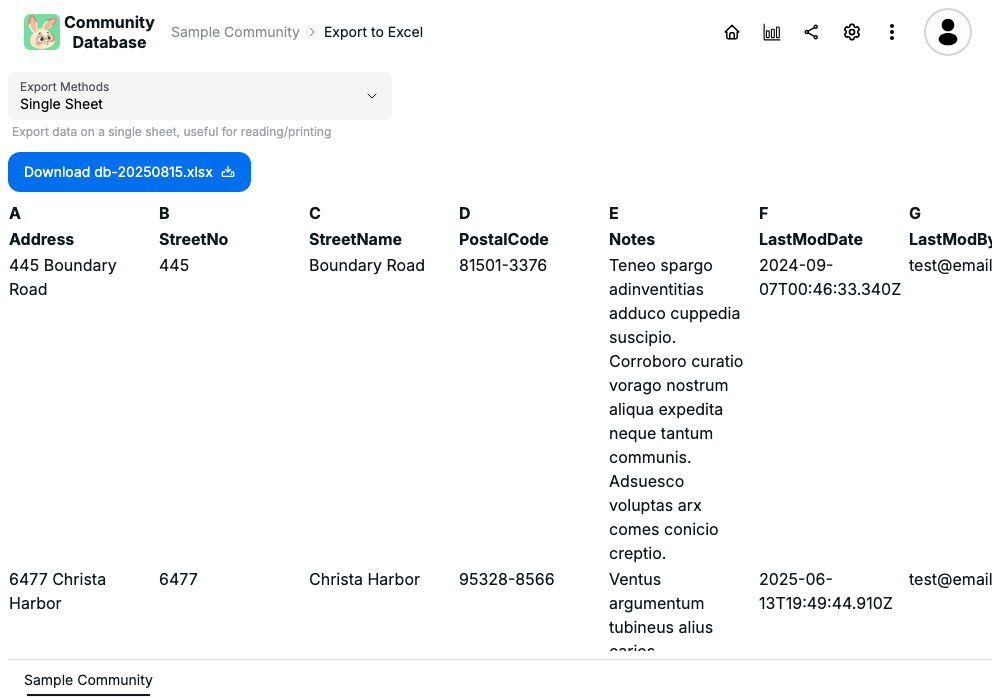 Community
Database
Sample Community > Export to Excel
Export Methods
Single Sheet
Export data on a single sheet, useful for reading/printing
Download db-20250815.xlsx
A B C D E F G
Address StreetNo StreetName PostalCode Notes LastModDate LastModBy
445 Boundary
Road
445
Boundary Road
81501-3376
Teneo spargo
adinventitias
adduco cuppedia
suscipio.
Corroboro curatio
vorago nostrum
aliqua expedita
neque tantum
communis.
Adsuesco
voluptas arx
comes conicio
creptio.
2024-09-
07T00:46:33.340Z
test@email
6477 Christa
Harbor
6477
Christa Harbor
95328-8566
Ventus
argumentum
tubineus alius
2025-06-
13T19:49:44.910Z
test@email
Sample Community